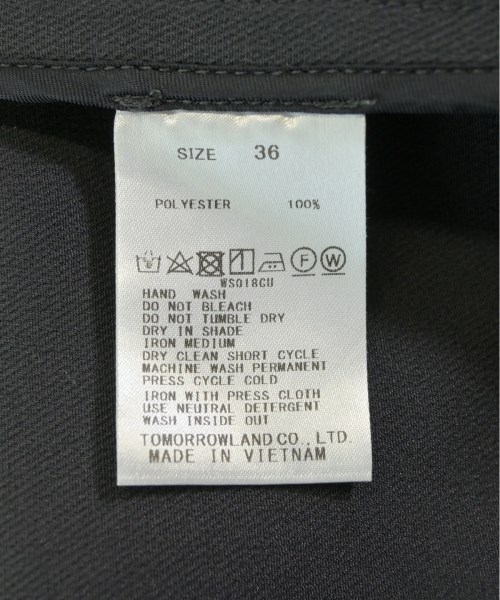 SIZE 36
POLYESTER 100%
F W
WS018CU
HAND WASH
DO NOT BLEACH
DO NOT TUMBLE DRY
DRY IN SHADE
IRON MEDIUM
DRY CLEAN SHORT CYCLE
MACHINE WASH PERMANENT
PRESS CYCLE COLD
IRON WITH PRESS CLOTH
USE NEUTRAL DETERGENT
WASH INSIDE OUT
TOMORROWLAND CO., LTD.
MADE IN VIETNAM